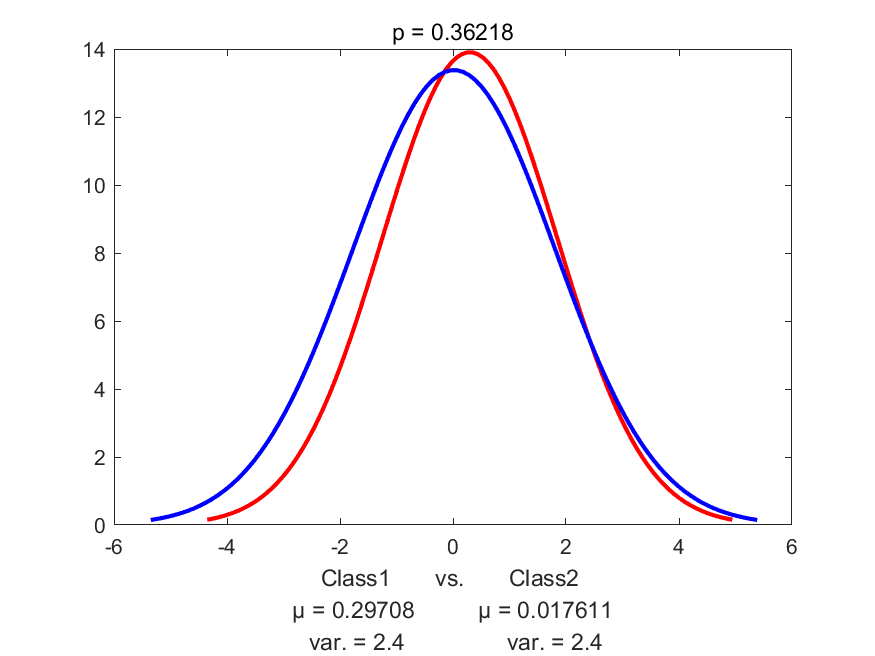 p = 0.36218
14
12
10
8
6
4
2
0
-6 -4 -2 0 2 4 6
Class1 vs. Class2
μ = 0.29708 μ = 0.017611
var. = 2.4 var. = 2.4